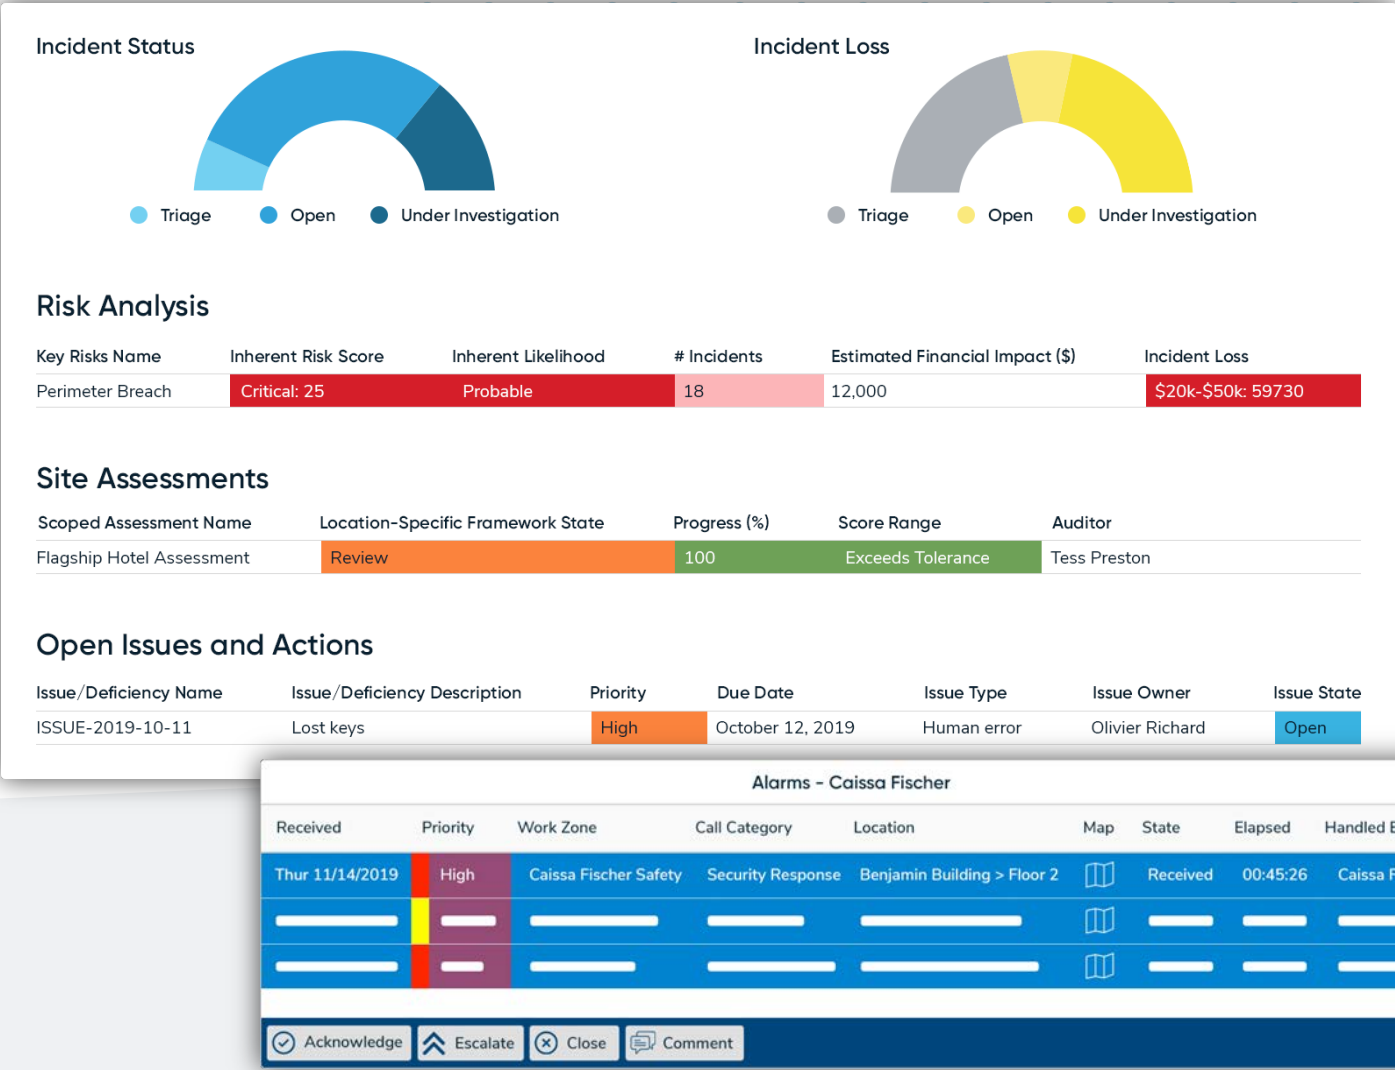 Incident Status
Incident Loss
Triage Open Under Investigation
Triage Open Under Investigation
Risk Analysis
Key Risks Name Inherent Risk Score Inherent Likelihood # Incidents Estimated Financial Impact ($) Incident Loss
Perimeter Breach Critical: 25 Probable 18 12,000 $20k-$50k: 59730
Site Assessments
Scoped Assessment Name Location-Specific Framework State Progress (%) Score Range Auditor
Flagship Hotel Assessment Review 100 Exceeds Tolerance Tess Preston
Open Issues and Actions
Issue/Deficiency Name Issue/Deficiency Description Priority Due Date Issue Type Issue Owner Issue State
ISSUE-2019-10-11 Lost keys High October 12, 2019 Human error Olivier Richard Open
Alarms - Caissa Fischer
Received Priority Work Zone Call Category Location Map State Elapsed Handled
Thur 11/14/2019 High Caissa Fischer Safety Security Response Benjamin Building > Floor 2 Received 00:45:26 Caissa
Acknowledge Escalate Close Comment